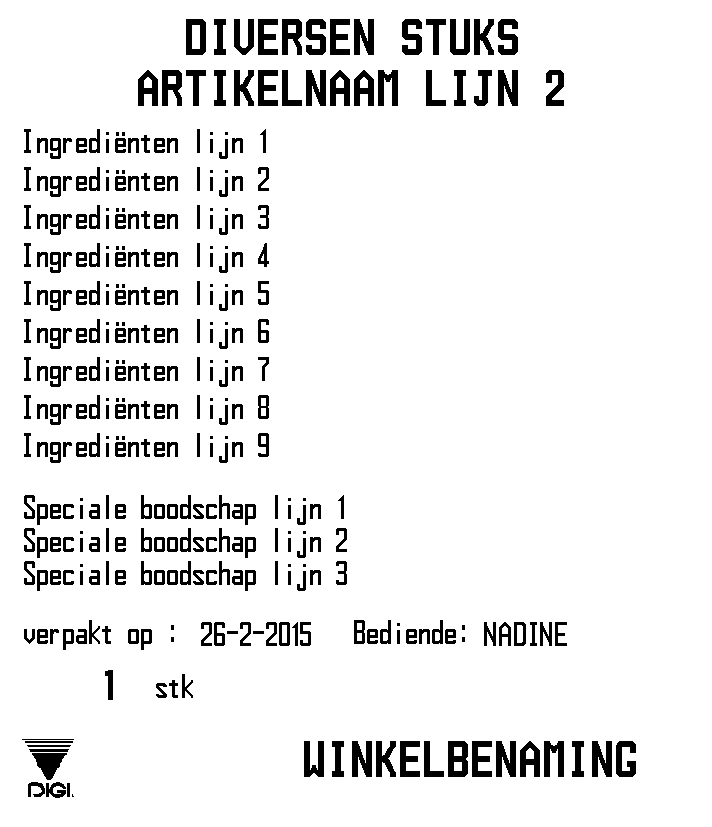 DIVERSEN STUKS
ARTIKELNAAM LIJN 2
Ingrediënten lijn 1
Ingrediënten lijn 2
Ingrediënten lijn 3
Ingrediënten lijn 4
Ingrediënten lijn 5
Ingrediënten lijn 6
Ingrediënten lijn 7
Ingrediënten lijn 8
Ingrediënten lijn 9
Speciale boodschap lijn 1
Speciale boodschap lijn 2
Speciale boodschap lijn 3
verpakt op : 26-2-2015 Bediende: NADINE
1 stk
WINKELBENAMING
DIGI.